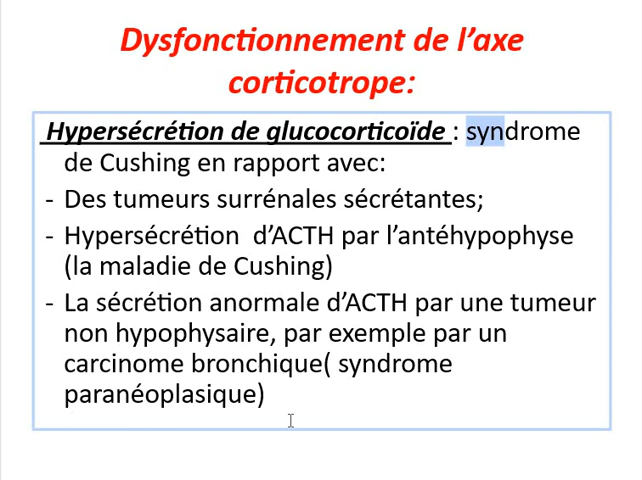 Dysfonctionnement de l’axe
corticotrope:
Hypersécrétion de glucocorticoïde : syndrome
de Cushing en rapport avec:
- Des tumeurs surrénales sécrétantes;
- Hypersécrétion d’ACTH par l’antéhypophyse
(la maladie de Cushing)
- La sécrétion anormale d’ACTH par une tumeur
non hypophysaire, par exemple par un
carcinome bronchique( syndrome
paranéoplasique)